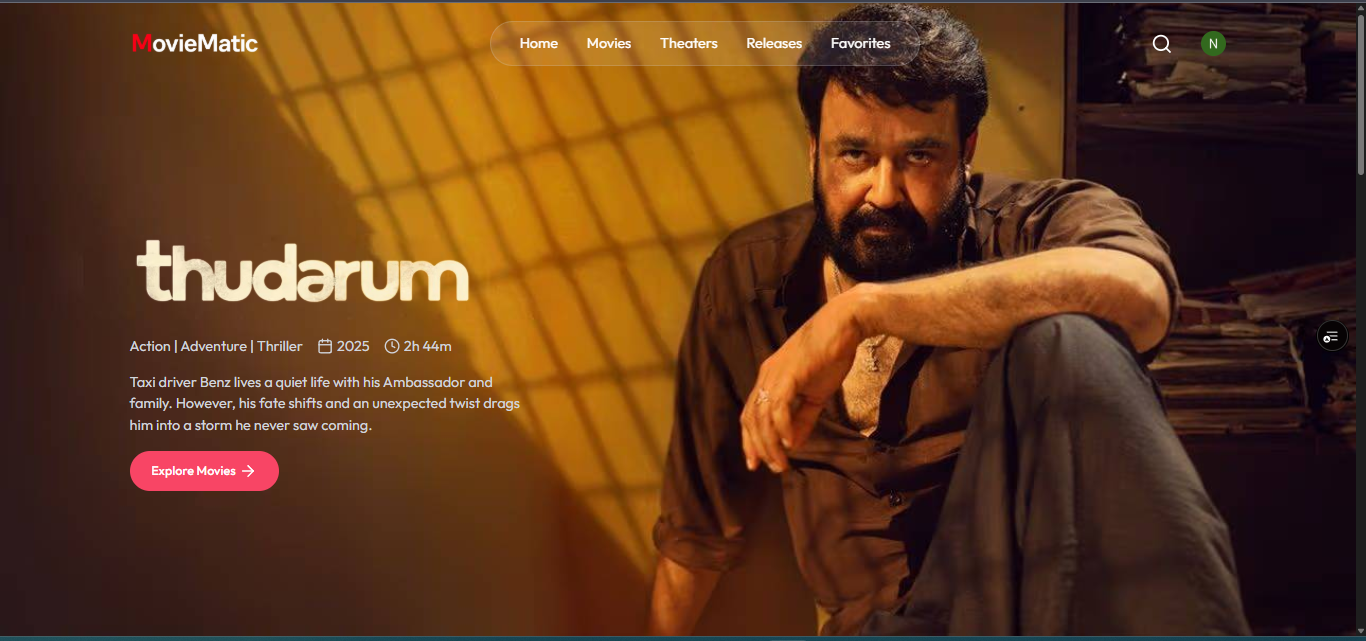 MovieMatic
Home Movies Theaters Releases Favorites
N
thudarum
Action | Adventure | Thriller 2025 2h 44m
Taxi driver Benz lives a quiet life with his Ambassador and
family. However, his fate shifts and an unexpected twist drags
him into a storm he never saw coming.
Explore Movies →